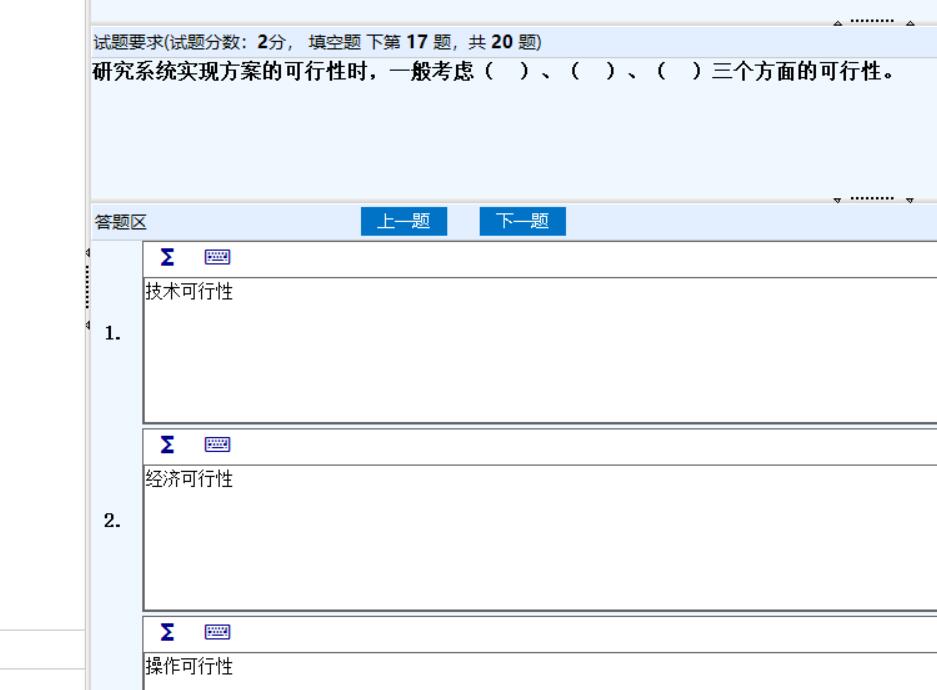 试题要求(试题分数：2分， 填空题 下第 17 题，共 20 题)
研究系统实现方案的可行性时，一般考虑（ ）、（ ）、（ ）三个方面的可行性。
答题区 上一题 下一题
Σ
技术可行性
1.
Σ
经济可行性
2.
Σ
操作可行性